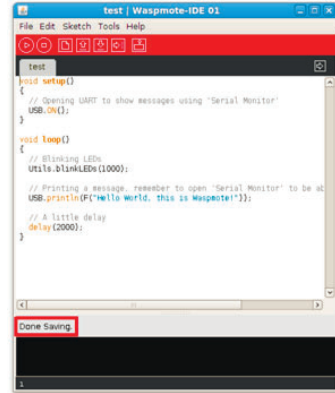 test | Waspmote-IDE 01
File Edit Sketch Tools Help
test
void setup()
{
// Opening UART to show messages using 'Serial Monitor'
USB.ON();
}
void loop()
{
// Blinking LEDs
Utils.blinkLEDs(1000);
// Printing a message, remember to open 'Serial Monitor' to be ab
USB.println(F("Hello World, this is Waspmote!"));
// A little delay
delay(2000);
}
Done Saving.
1